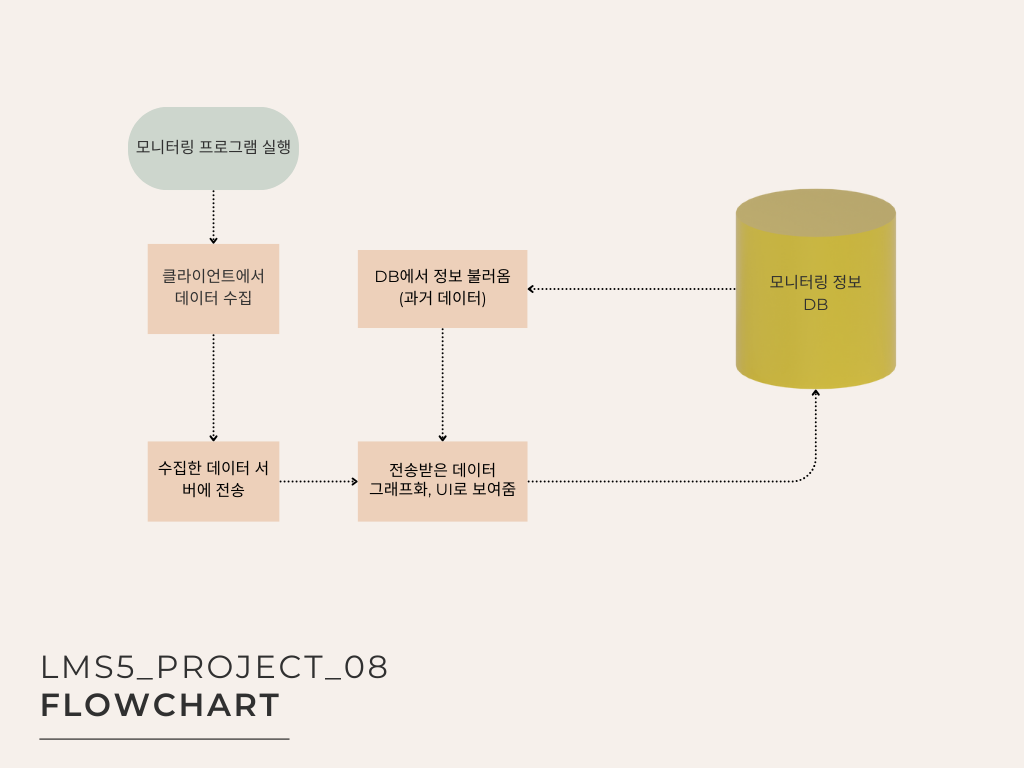 모니터링 프로그램 실행
클라이언트에서
데이터 수집
DB에서 정보 불러옴
(과거 데이터)
모니터링 정보
DB
수집한 데이터 서
버에 전송
전송받은 데이터
그래프화, UI로 보여줌
LMS5_PROJECT_08
FLOWCHART